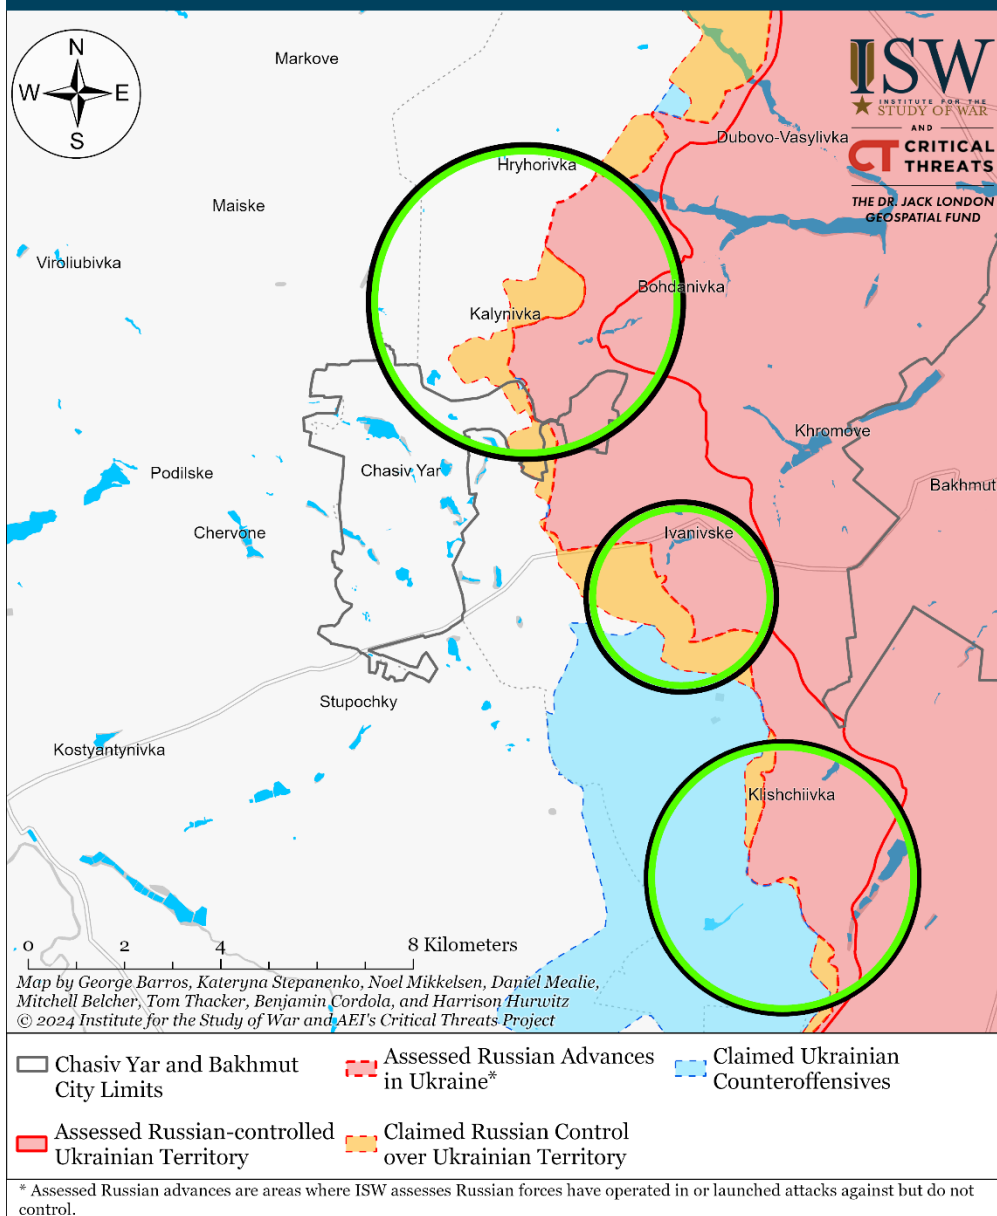 N
W
E
S
Markove
ISW
INSTITUTE FOR THE
STUDY OF WAR
AND
CT CRITICAL
THREATS
THE DR. JACK LONDON
GEOSPATIAL FUND
Dubovo-Vasylivka
Hryhorivka
Maiske
Viroliubivka
Bohdanivka
Kalynivka
Khromove
Podilske
Chasiv Yar
Bakhmut
Chervone
Ivanivske
Stupochky
Kostyantynivka
Klishchiivka
0 2 4 8 Kilometers
Map by George Barros, Kateryna Stepanenko, Noel Mikkelsen, Daniel Mealie,
Mitchell Belcher, Tom Thacker, Benjamin Cordola, and Harrison Hurwitz
© 2024 Institute for the Study of War and AEI's Critical Threats Project
Chasiv Yar and Bakhmut
City Limits
Assessed Russian Advances
in Ukraine*
Claimed Ukrainian
Counteroffensives
Assessed Russian-controlled
Ukrainian Territory
Claimed Russian Control
over Ukrainian Territory
* Assessed Russian advances are areas where ISW assesses Russian forces have operated in or launched attacks against but do not
control.